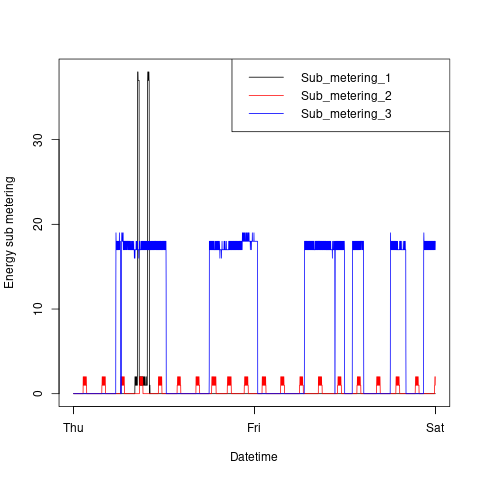 Sub_metering_1
Sub_metering_2
Sub_metering_3
Energy sub metering
30
20
10
0
Thu
Fri
Sat
Datetime